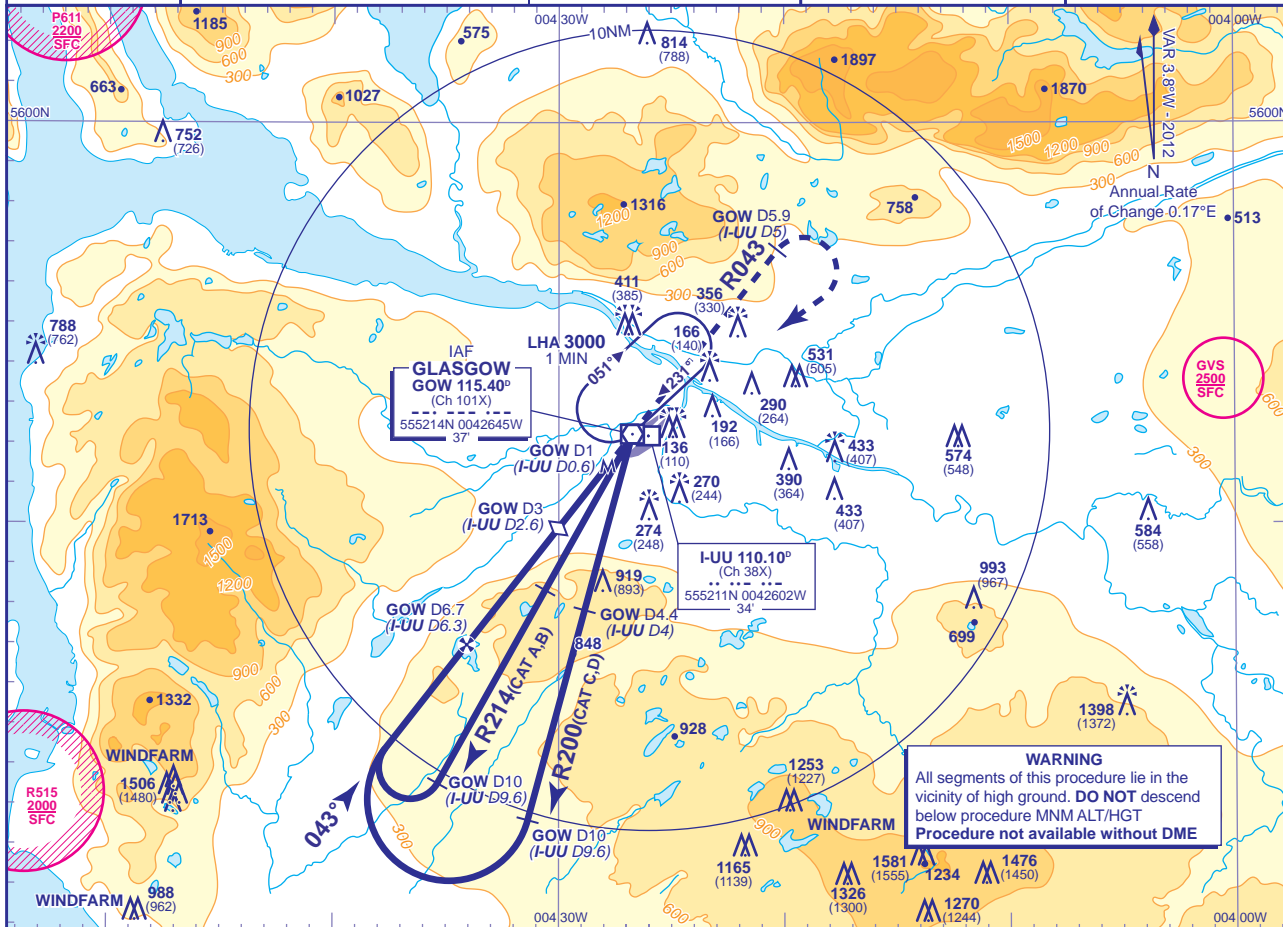 P611
2200
SFC
1185
900
600
300
575
004 30W
10NM
814
(788)
1897
004 00W
663
1027
1870
5600N
5600N
752
(726)
1500
1200
900
600
300
VAR 3.8°W - 2012
N
Annual Rate
of Change 0.17°E
1316
1200
758
513
GOW D5.9
(I-UU D5)
R043
900
600
300
411
(385)
356
(330)
788
(762)
LHA 3000
1 MIN
166
(140)
531
(505)
GVS
2500
SFC
600
051°
231°
IAF
GLASGOW
GOW 115.40D
(Ch 101X)
555214N 0042645W
37'
290
(264)
192
(166)
136
(110)
433
(407)
574
(548)
300
GOW D1
(I-UU D0.6)
270
(244)
390
(364)
433
(407)
GOW D3
(I-UU D2.6)
274
(248)
584
(558)
1713
1500
1200
I-UU 110.10D
(Ch 38X)
555211N 0042602W
34'
919
(893)
993
(967)
GOW D6.7
(I-UU D6.3)
GOW D4.4
(I-UU D4)
699
848
900
600
300
R214(CAT A,B)
R200(CAT C,D)
1332
928
1398
(1372)
WINDFARM
1506
(1480)
R515
2000
SFC
1253
(1227)
WINDFARM
WARNING
All segments of this procedure lie in the
vicinity of high ground. DO NOT descend
below procedure MNM ALT/HGT
Procedure not available without DME
GOW D10
(I-UU D9.6)
043°
300
GOW D10
(I-UU D9.6)
900
1165
(1139)
1326
(1300)
1581
(1555)
1234
1476
(1450)
WINDFARM
988
(962)
600
1270
(1244)
004 30W
004 00W